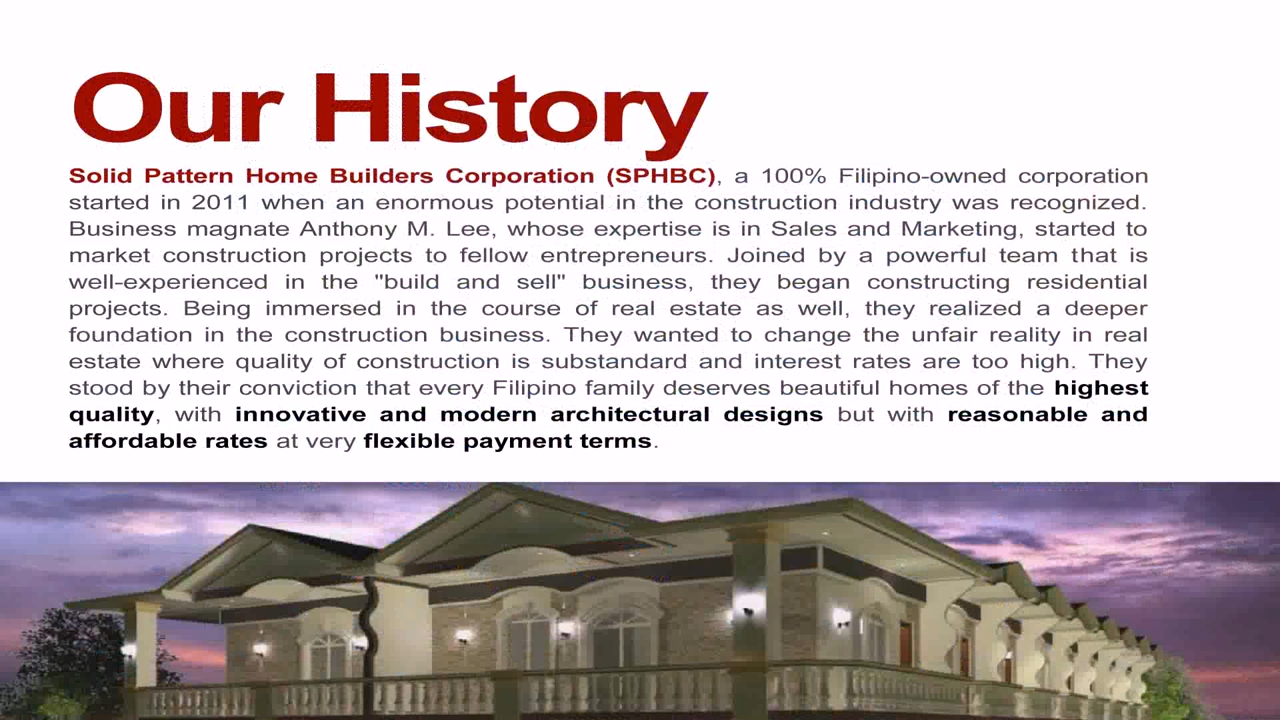 Our History
Solid Pattern Home Builders Corporation (SPHBC), a 100% Filipino-owned corporation
started in 2011 when an enormous potential in the construction industry was recognized.
Business magnate Anthony M. Lee, whose expertise is in Sales and Marketing, started to
market construction projects to fellow entrepreneurs. Joined by a powerful team that is
well-experienced in the "build and sell" business, they began constructing residential
projects. Being immersed in the course of real estate as well, they realized a deeper
foundation in the construction business. They wanted to change the unfair reality in real
estate where quality of construction is substandard and interest rates are too high. They
stood by their conviction that every Filipino family deserves beautiful homes of the highest
quality, with innovative and modern architectural designs but with reasonable and
affordable rates at very flexible payment terms.